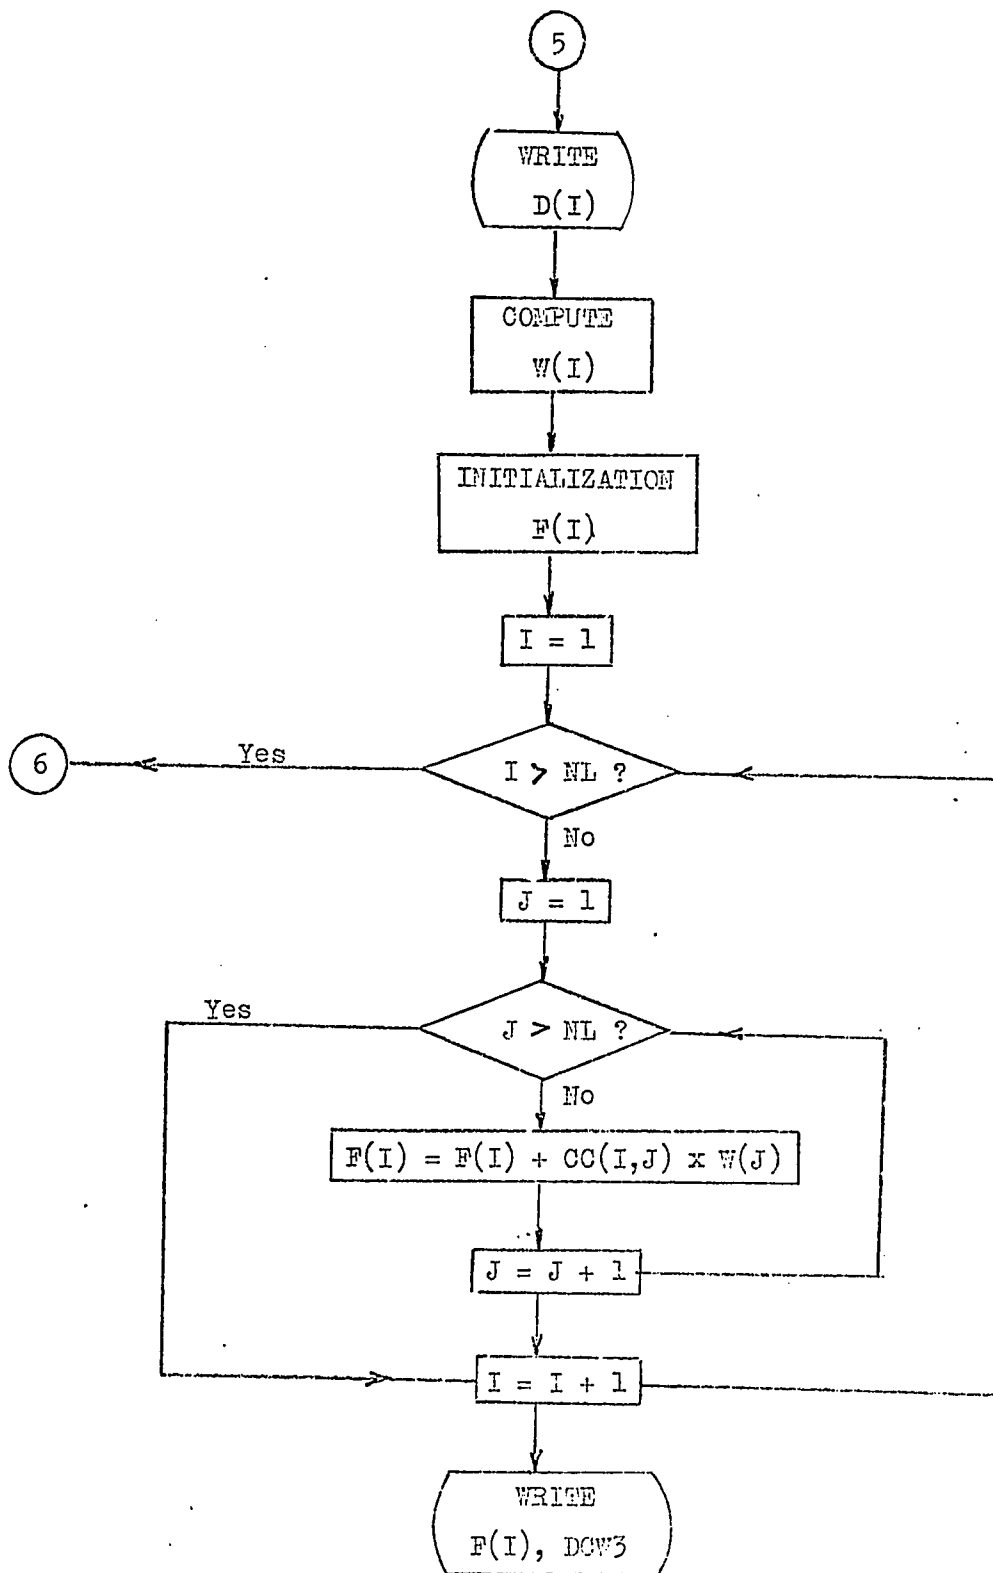 5
WRITE
D(I)
COMPUTE
W(I)
INITIALIZATION
F(I)
I = 1
6
Yes
I > NL ?
No
J = 1
Yes
J > NL ?
No
F(I) = F(I) + CC(I,J) x W(J)
J = J + 1
I = I + 1
WRITE
F(I), DCW3